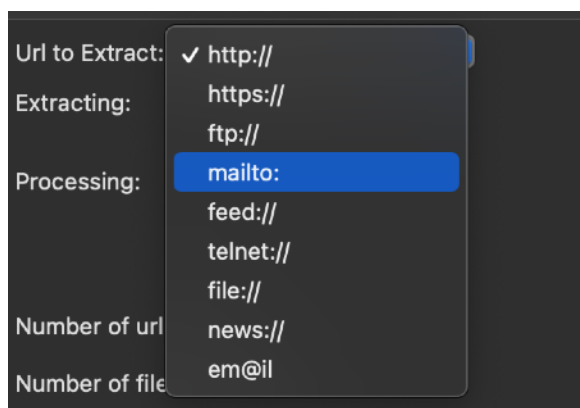 Url to Extract: ✓ http://
https://
Extracting:
ftp://
mailto:
Processing:
feed://
telnet://
file://
Number of url
news://
em@il
Number of file